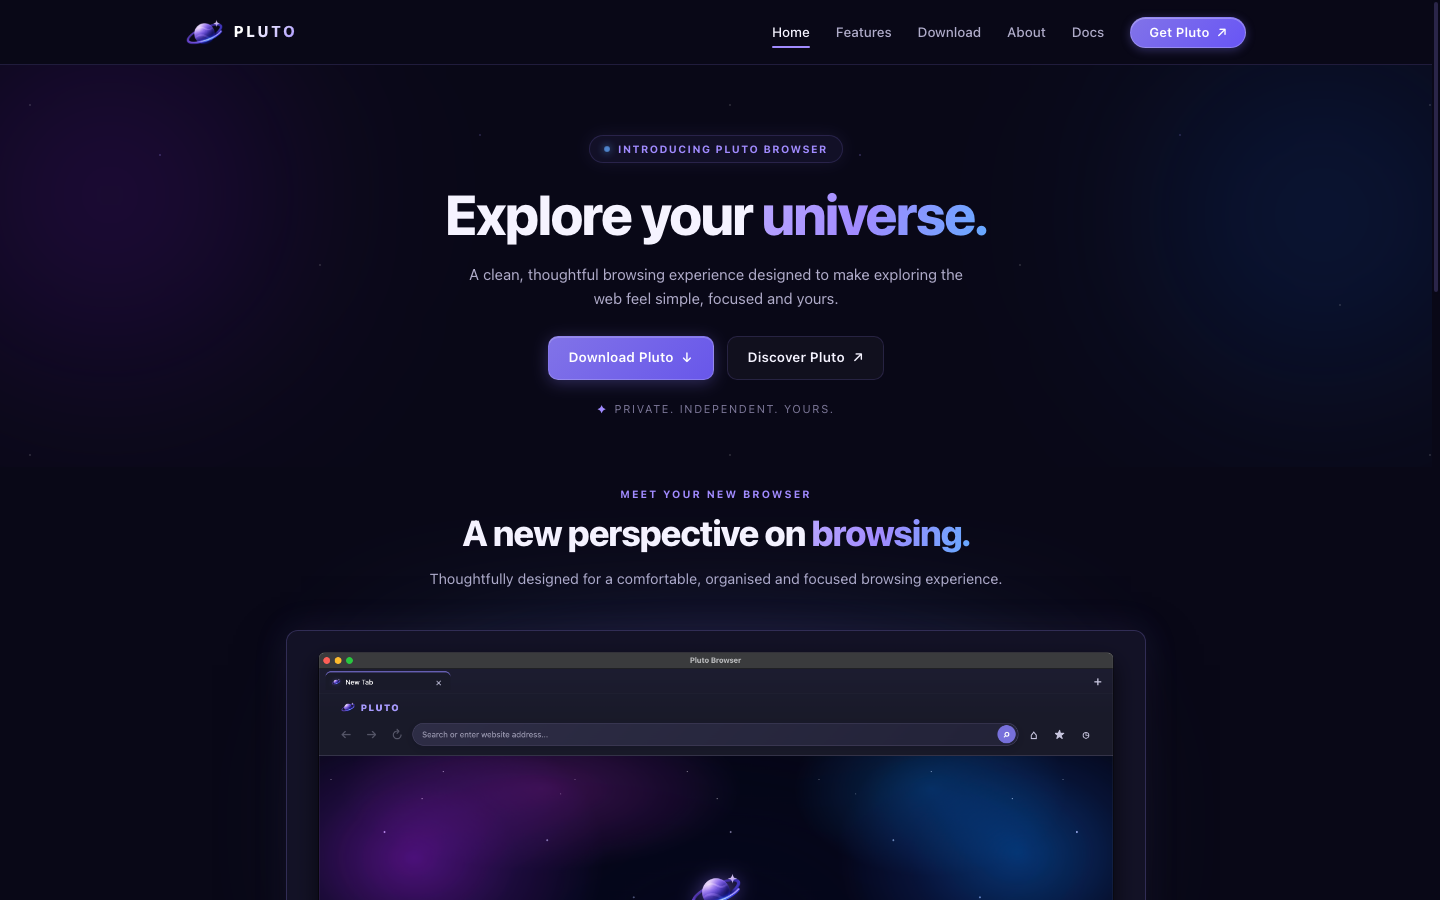 PLUTO
Home Features Download About Docs Get Pluto ↗
INTRODUCING PLUTO BROWSER
Explore your universe.
A clean, thoughtful browsing experience designed to make exploring the
web feel simple, focused and yours.
Download Pluto ↓ Discover Pluto ↗
✦ PRIVATE. INDEPENDENT. YOURS.
MEET YOUR NEW BROWSER
A new perspective on browsing.
Thoughtfully designed for a comfortable, organised and focused browsing experience.
Pluto Browser
New Tab × +
PLUTO
Search or enter website address...